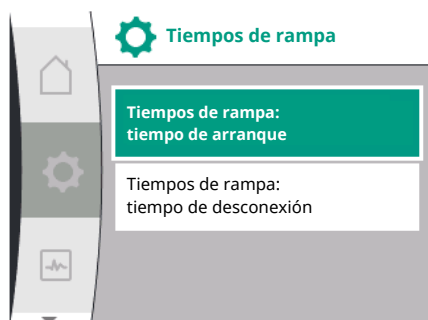 Tiempos de rampa
Tiempos de rampa:
tiempo de arranque
Tiempos de rampa:
tiempo de desconexión